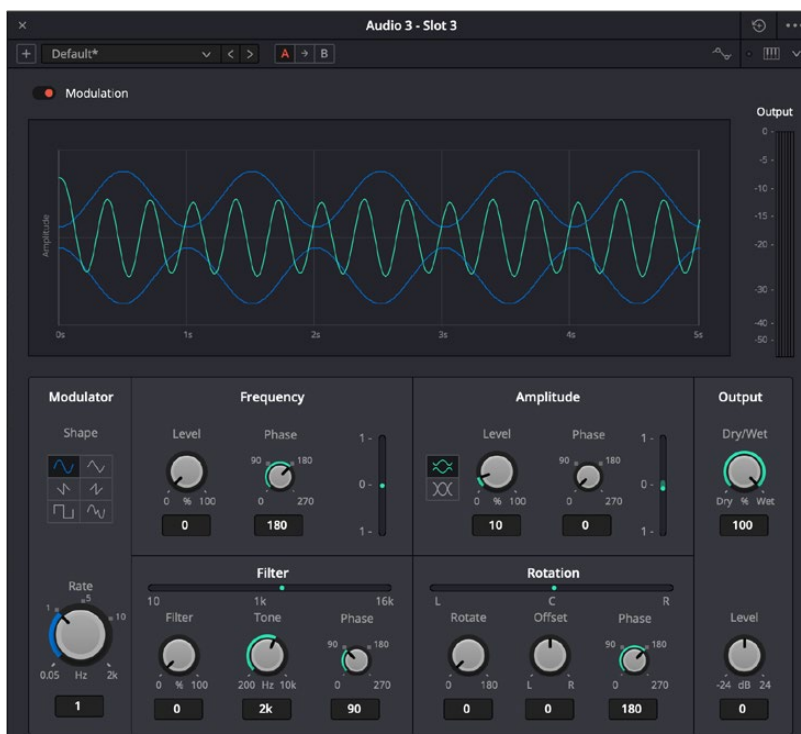 Audio 3 - Slot 3
Default*
A B
Modulation
Output
0 -
-5 -
-10 -
-15 -
-20 -
-30 -
-40 -
-50 -
Amplitude
0s 1s 2s 3s 4s 5s
Modulator
Shape
Rate
1 5 10
0.05 Hz 2k
1
Frequency
Level Phase
90 180
0 % 100 0 270
0 180
1 -
0 -
1 -
Amplitude
Level Phase
90 180
0 % 100 0 270
10 0
1 -
0 -
1 -
Output
Dry/Wet
Dry % Wet
100
Filter
10 1k 16k
Filter Tone Phase
90 180
0 % 100 200 Hz 10k 0 270
0 2k 90
Rotation
L C R
Rotate Offset Phase
90 180
0 180 L R 0 270
0 0 180
Level
-24 dB 24
0